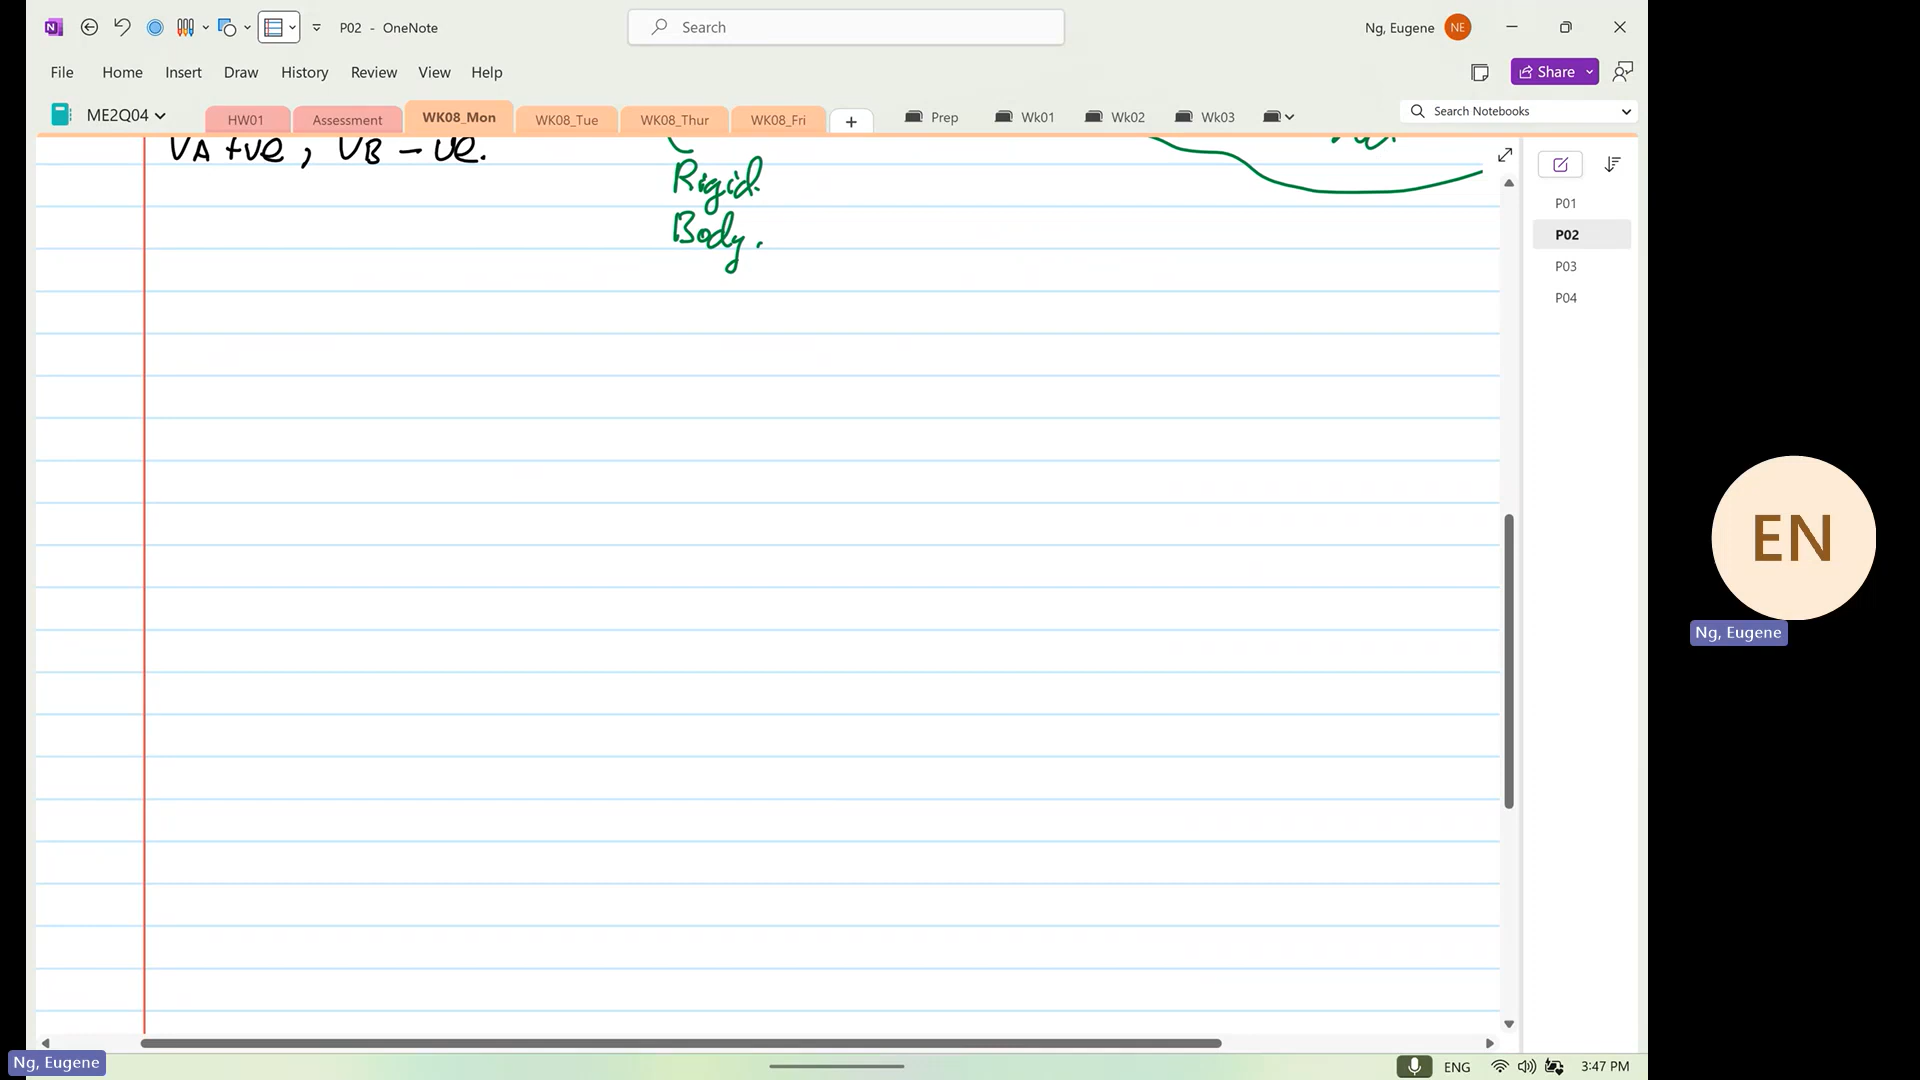 P02 - OneNote
Search
Ng, Eugene
NE
File
Home
Insert
Draw
History
Review
View
Help
Share
ME2Q04
HW01
Assessment
WK08_Mon
WK08_Tue
WK08_Thur
WK08_Fri
Prep
Wk01
Wk02
Wk03
Search Notebooks
VA +ve, VB -ve.
Rigid
Body.
P01
P02
P03
P04
EN
Ng, Eugene
Ng, Eugene
ENG
3:47 PM